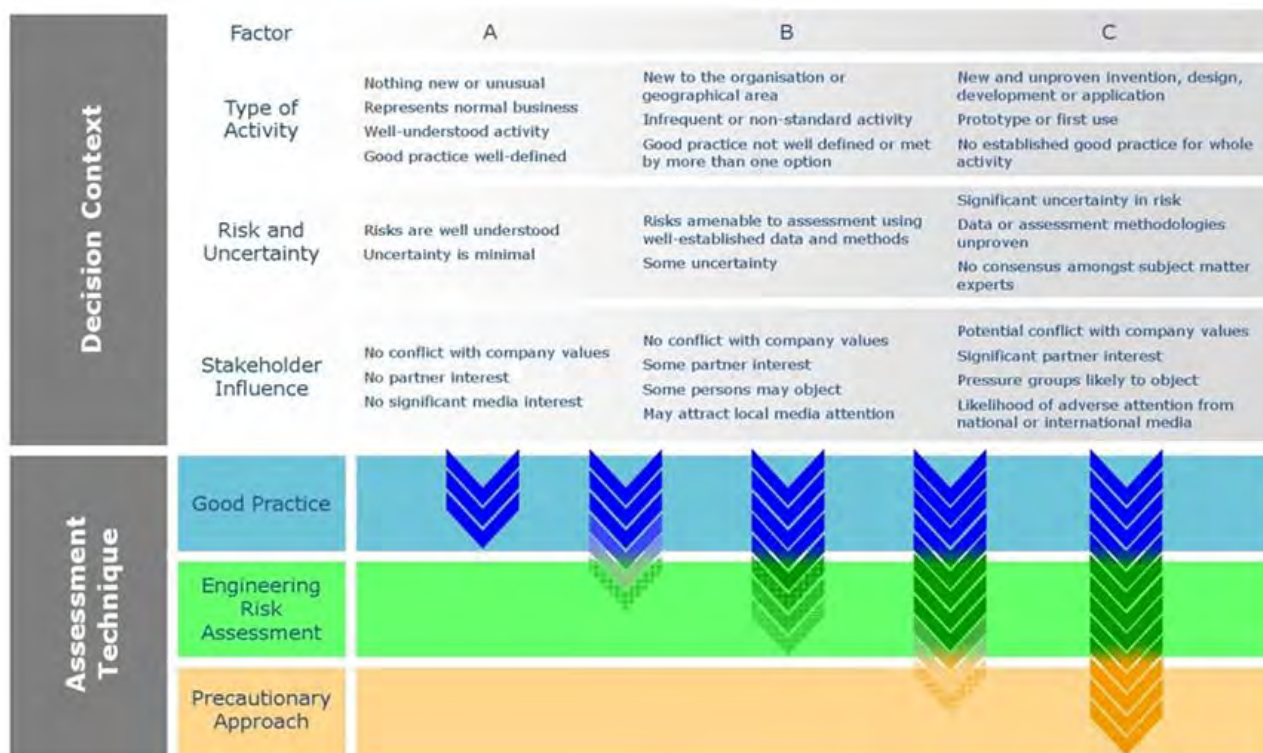 Factor
A
B
C
Decision Context
Type of
Activity
Nothing new or unusual
Represents normal business
Well-understood activity
Good practice well-defined
New to the organisation or
geographical area
Infrequent or non-standard activity
Good practice not well defined or met
by more than one option
New and unproven invention, design,
development or application
Prototype or first use
No established good practice for whole
activity
Risk and
Uncertainty
Risks are well understood
Uncertainty is minimal
Risks amenable to assessment using
well-established data and methods
Some uncertainty
Significant uncertainty in risk
Data or assessment methodologies
unproven
No consensus amongst subject matter
experts
Stakeholder
Influence
No conflict with company values
No partner interest
No significant media interest
No conflict with company values
Some partner interest
Some persons may object
May attract local media attention
Potential conflict with company values
Significant partner interest
Pressure groups likely to object
Likelihood of adverse attention from
national or international media
Assessment
Technique
Good Practice
Engineering
Risk
Assessment
Precautionary
Approach